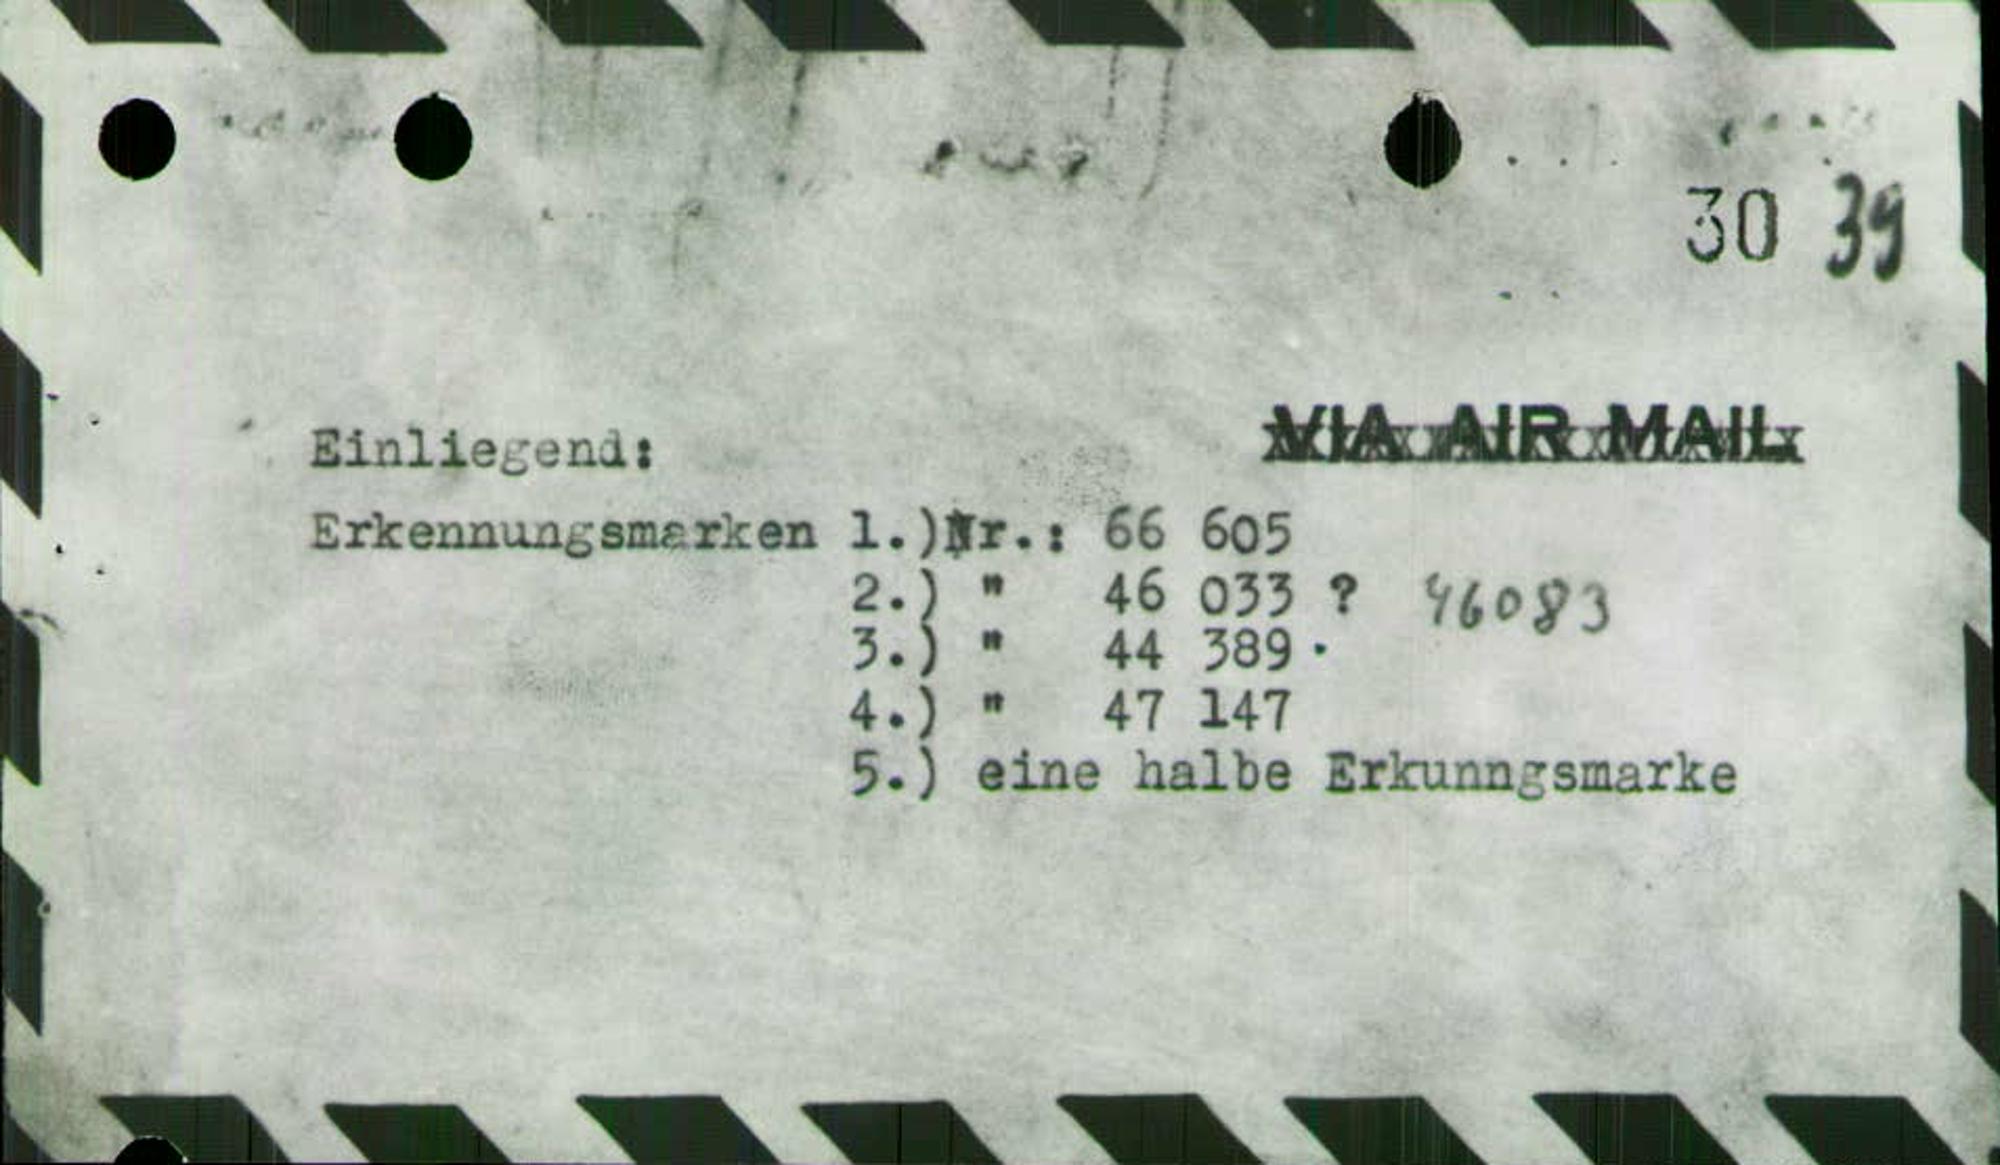 30 39
VIA AIR MAIL
Einliegend:
Erkennungsmarken 1.)Nr.: 66 605
2.) " 46 033 ? 46083
3.) " 44 389.
4.) " 47 147
5.) eine halbe Erkunngsmarke